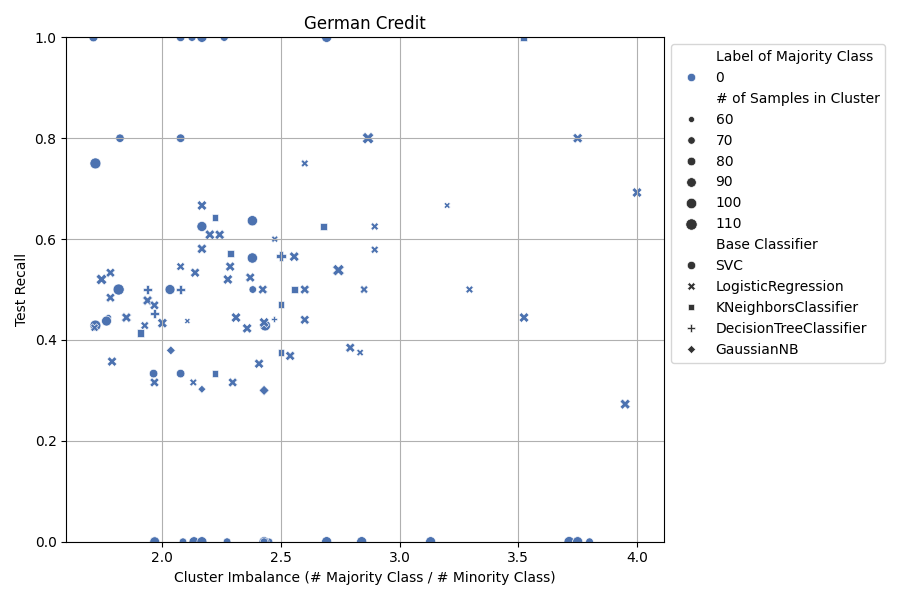 German Credit
Test Recall
1.0
0.8
0.6
0.4
0.2
0.0
2.0 2.5 3.0 3.5 4.0
Cluster Imbalance (# Majority Class / # Minority Class)
Label of Majority Class
0
# of Samples in Cluster
60
70
80
90
100
110
Base Classifier
SVC
LogisticRegression
KNeighborsClassifier
DecisionTreeClassifier
GaussianNB